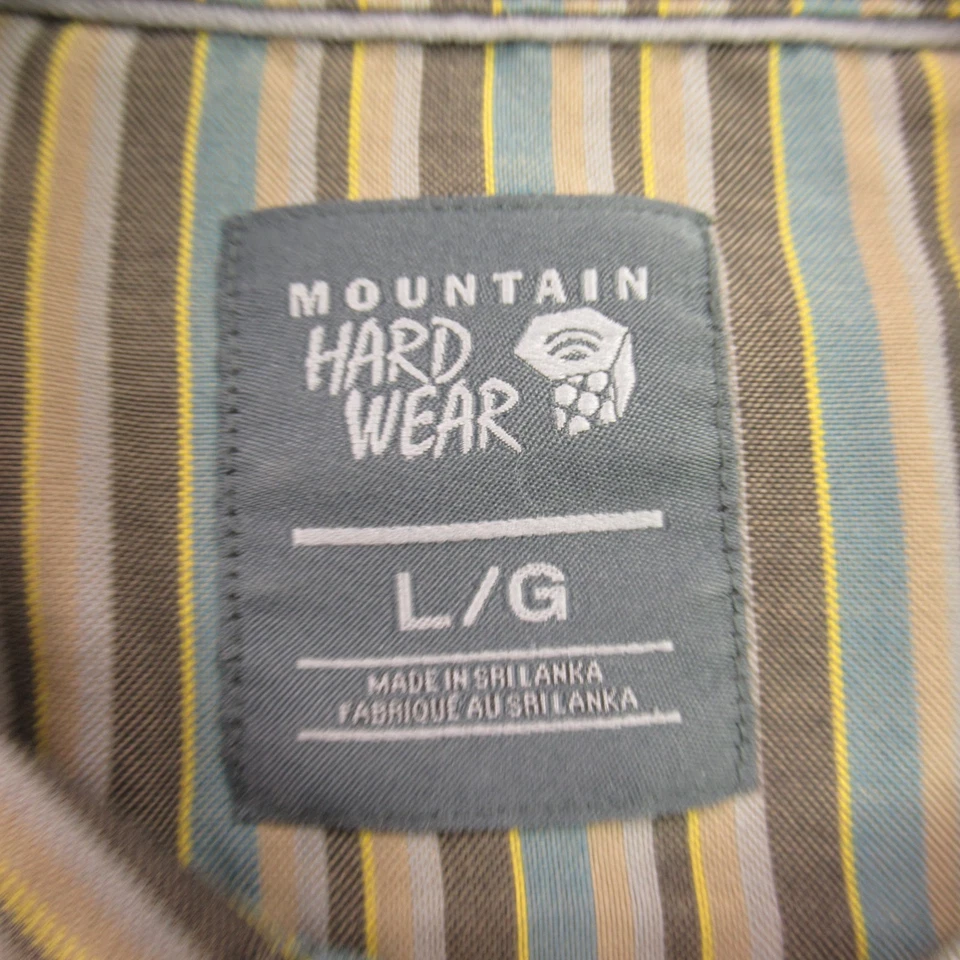 MOUNTAIN
HARD
WEAR
L/G
MADE IN SRI LANKA
FABRIQUÉ AU SRI LANKA